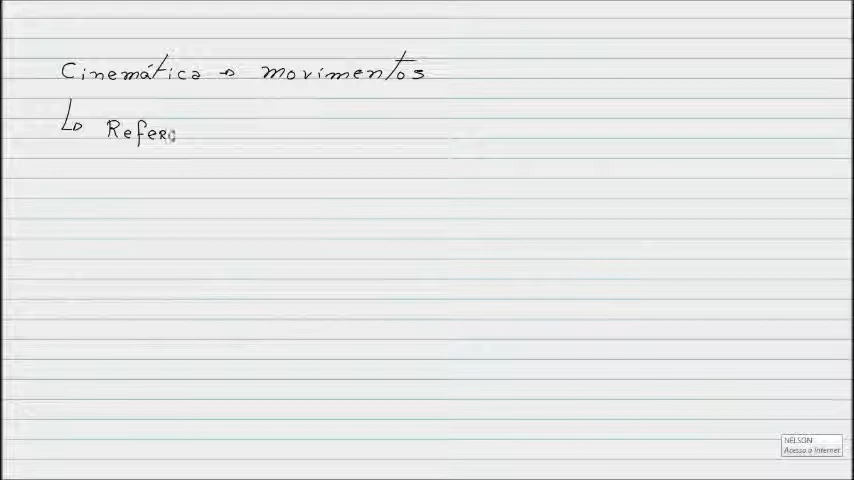 Cinemática → movimentos
↳ Refere
NELSON
Acesso a Internet